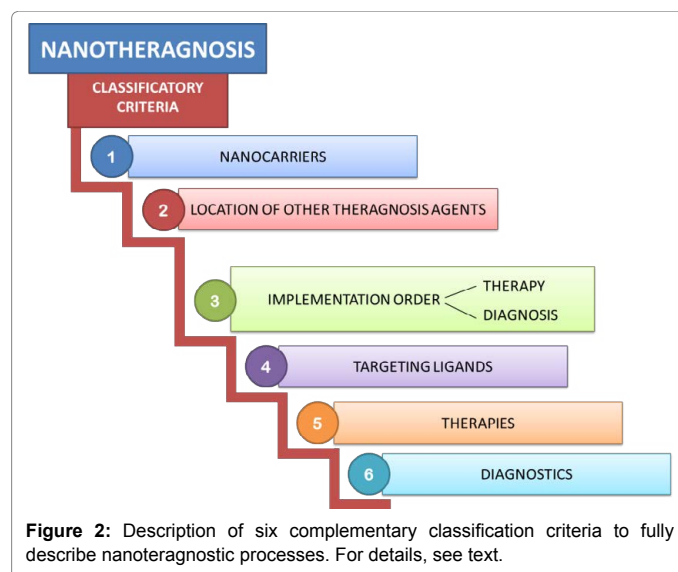 NANOTHERAGNOSIS
CLASSIFICATORY
CRITERIA
1 NANOCARRIERS
2 LOCATION OF OTHER THERAGNOSIS AGENTS
3 IMPLEMENTATION ORDER
THERAPY
DIAGNOSIS
4 TARGETING LIGANDS
5 THERAPIES
6 DIAGNOSTICS
Figure 2: Description of six complementary classification criteria to fully
describe nanoteragnostic processes. For details, see text.